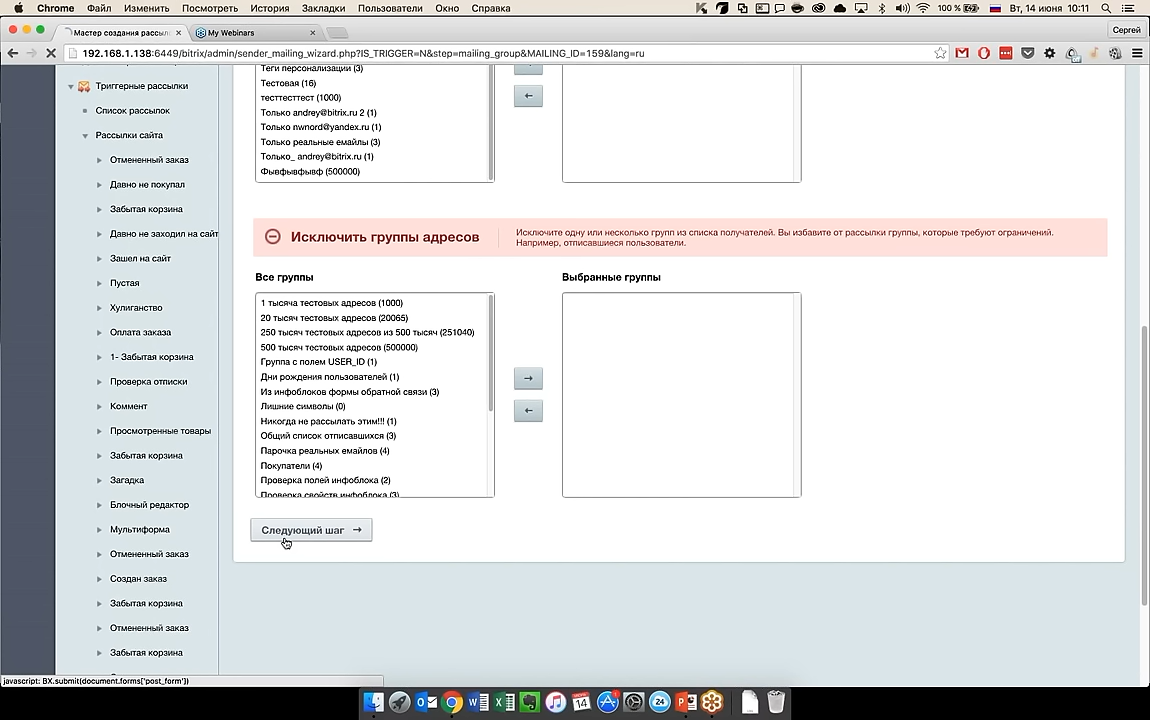 Chrome Файл Изменить Посмотреть История Закладки Пользователи Окно Справка 100 % Вт, 14 июня 10:11
Мастер создания рассыл × My Webinars × Сергей
192.168.1.138:6449/bitrix/admin/sender_mailing_wizard.php?IS_TRIGGER=N&step=mailing_group&MAILING_ID=159&lang=ru
Триггерные рассылки
Список рассылок
Рассылки сайта
Отмененный заказ
Давно не покупал
Забытая корзина
Давно не заходил на сайт
Зашел на сайт
Пустая
Хулиганство
Оплата заказа
1- Забытая корзина
Проверка отписки
Коммент
Просмотренные товары
Забытая корзина
Загадка
Блочный редактор
Мультиформа
Отмененный заказ
Создан заказ
Забытая корзина
Отмененный заказ
Забытая корзина
Теги персонализации (3)
Тестовая (16)
тесттесттест (1000)
Только andrey@bitrix.ru 2 (1)
Только nwnord@yandex.ru (1)
Только реальные емайлы (3)
Только_ andrey@bitrix.ru (1)
Фывфывфывф (500000)
Исключить группы адресов
Исключите одну или несколько групп из списка получателей. Вы избавите от рассылки группы, которые требуют ограничений.
Например, отписавшиеся пользователи.
Все группы
Выбранные группы
1 тысяча тестовых адресов (1000)
20 тысяч тестовых адресов (20065)
250 тысяч тестовых адресов из 500 тысяч (251040)
500 тысяч тестовых адресов (500000)
Группа с полем USER_ID (1)
Дни рождения пользователей (1)
Из инфоблоков формы обратной связи (3)
Лишние символы (0)
Никогда не рассылать этим!!! (1)
Общий список отписавшихся (3)
Парочка реальных емайлов (4)
Покупатели (4)
Проверка полей инфоблока (2)
Проверка свойств инфоблока (3)
Следующий шаг →
javascript: BX.submit(document.forms['post_form'])
14
24